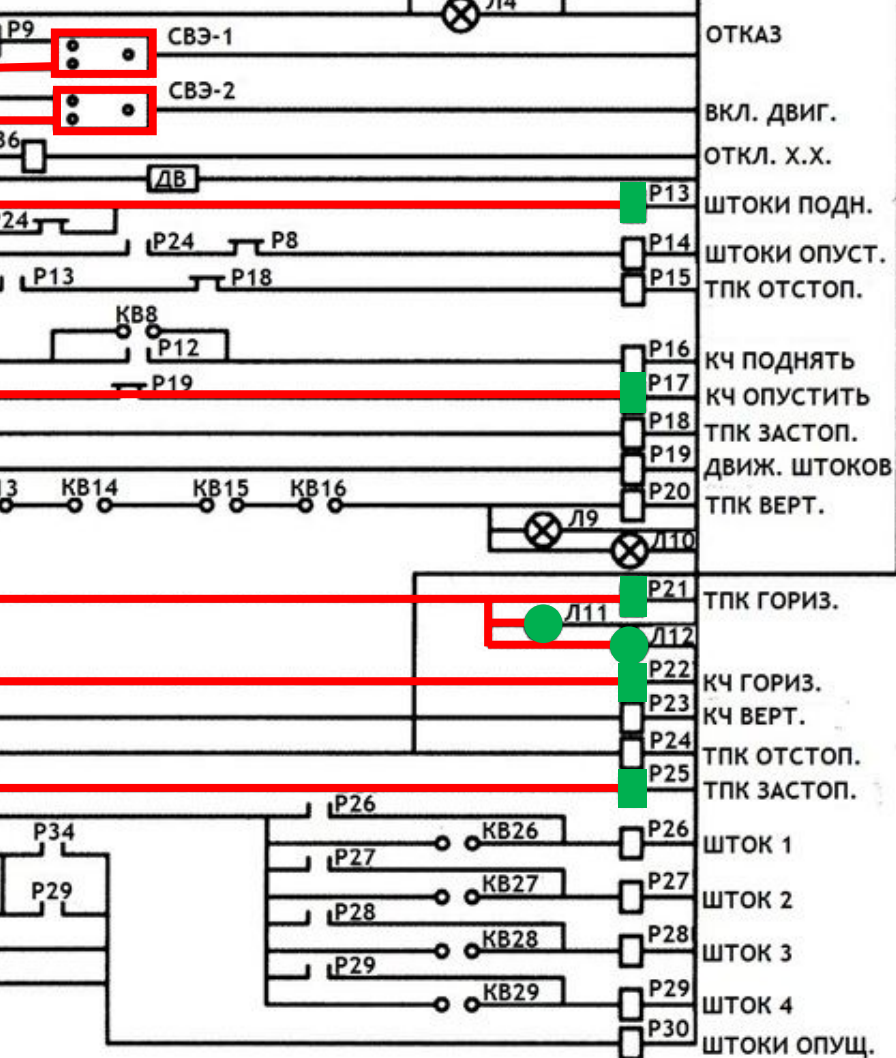 Л4
Р9
СВЭ-1
ОТКАЗ
СВЭ-2
ВКЛ. ДВИГ.
ОТКЛ. Х.Х.
ДВ
Р13
ШТОКИ ПОДН.
Р24
Р8
Р14
ШТОКИ ОПУСТ.
Р13
Р18
Р15
ТПК ОТСТОП.
КВ8
Р12
Р16
КЧ ПОДНЯТЬ
Р19
Р17
КЧ ОПУСТИТЬ
Р18
ТПК ЗАСТОП.
Р19
ДВИЖ. ШТОКОВ
КВ14
КВ15
КВ16
Р20
ТПК ВЕРТ.
Л9
Л10
Р21
ТПК ГОРИЗ.
Л11
Л12
Р22
КЧ ГОРИЗ.
Р23
КЧ ВЕРТ.
Р24
ТПК ОТСТОП.
Р25
ТПК ЗАСТОП.
Р26
Р34
КВ26
Р26
ШТОК 1
Р27
Р29
КВ27
Р27
ШТОК 2
Р28
КВ28
Р28
ШТОК 3
Р29
КВ29
Р29
ШТОК 4
Р30
ШТОКИ ОПУЩ.